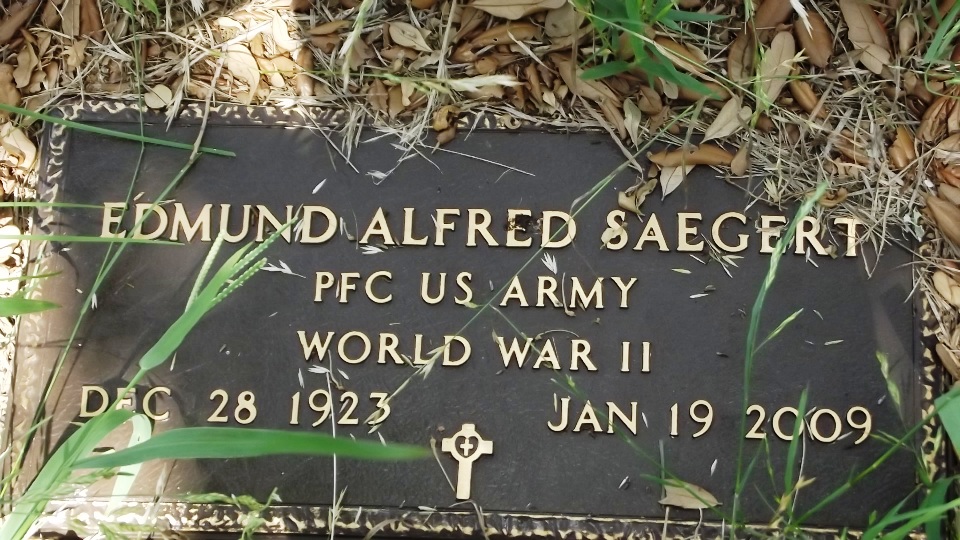 EDMUND ALFRED SAEGERT
PFC US ARMY
WORLD WAR II
DEC 28 1923 JAN 19 2009